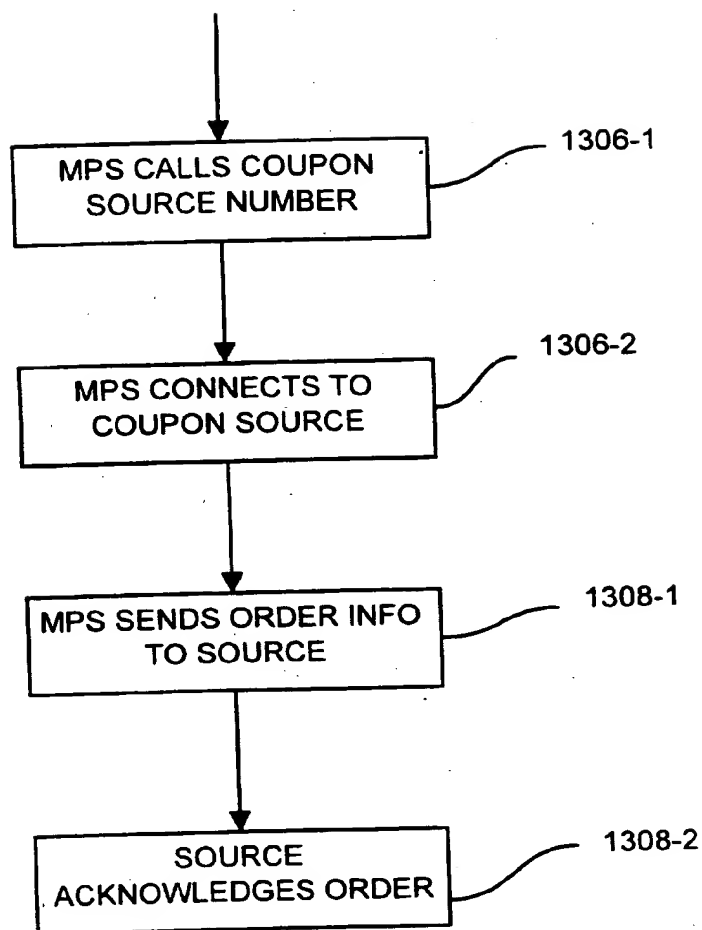 MPS CALLS COUPON
SOURCE NUMBER
1306-1
MPS CONNECTS TO
COUPON SOURCE
1306-2
MPS SENDS ORDER INFO
TO SOURCE
1308-1
SOURCE
ACKNOWLEDGES ORDER
1308-2